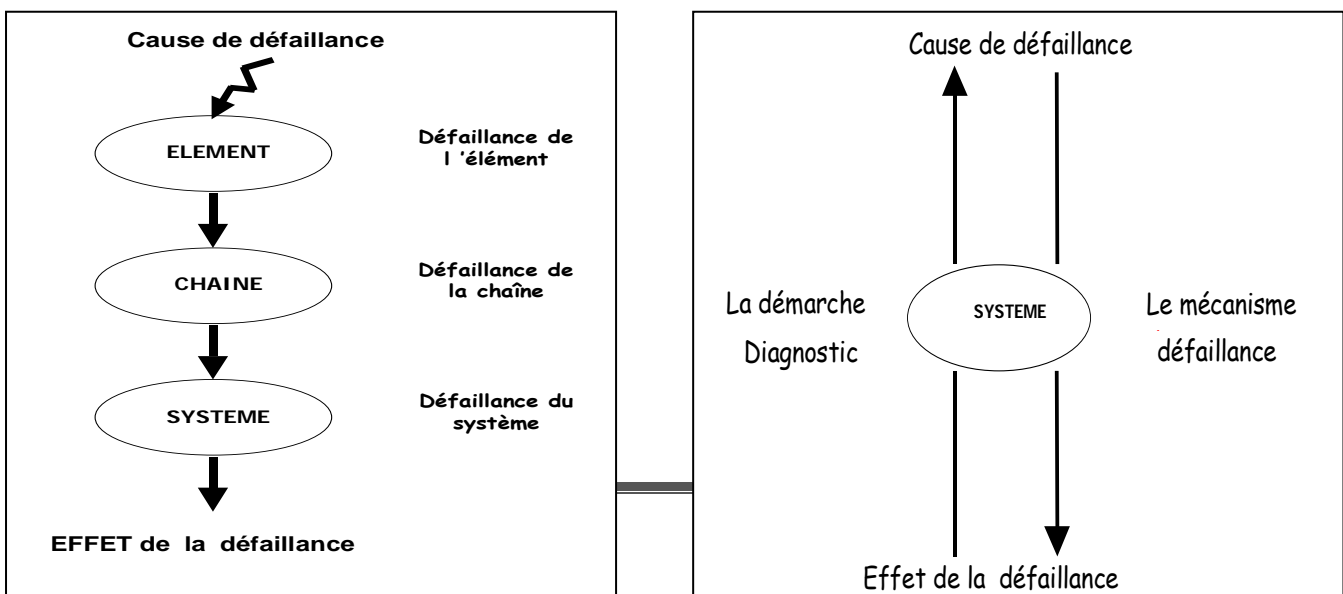 Cause de défaillance
ELEMENT
Défaillance de
l 'élément
CHAINE
Défaillance de
la chaîne
SYSTEME
Défaillance du
système
EFFET de la défaillance
Cause de défaillance
La démarche
Diagnostic
SYSTEME
Le mécanisme
défaillance
Effet de la défaillance